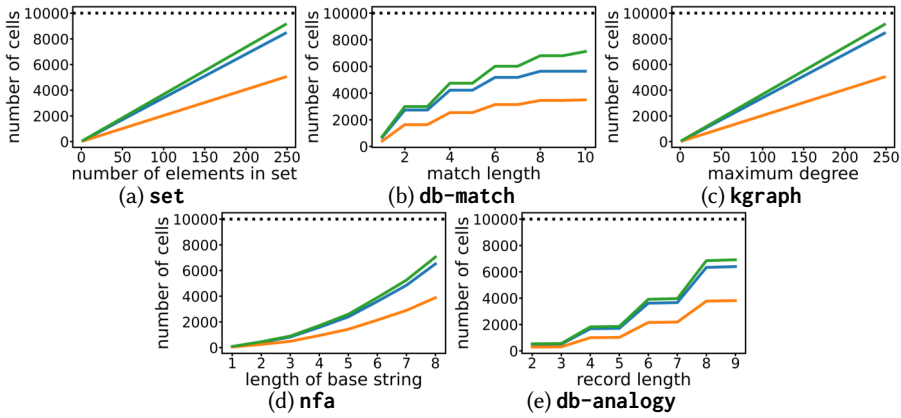 number of cells
10000
8000
6000
4000
2000
0
0 50 100 150 200 250
number of elements in set
(a) set
number of cells
10000
8000
6000
4000
2000
0
2 4 6 8 10
match length
(b) db-match
number of cells
10000
8000
6000
4000
2000
0
0 50 100 150 200 250
maximum degree
(c) kgraph
number of cells
10000
8000
6000
4000
2000
0
1 2 3 4 5 6 7 8
length of base string
(d) nfa
number of cells
10000
8000
6000
4000
2000
0
2 3 4 5 6 7 8 9
record length
(e) db-analogy